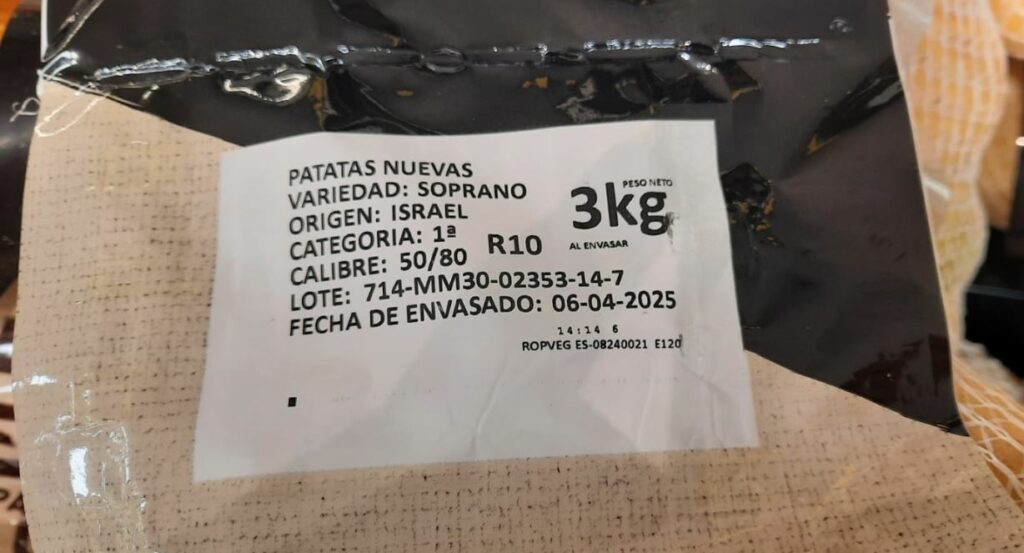 PATATAS NUEVAS
VARIEDAD: SOPRANO
ORIGEN: ISRAEL
CATEGORIA: 1ª
CALIBRE: 50/80 R10
PESO NETO
3kg
AL ENVASAR
LOTE: 714-MM30-02353-14-7
FECHA DE ENVASADO: 06-04-2025
14:14 6
ROPVEG ES-08240021 E120